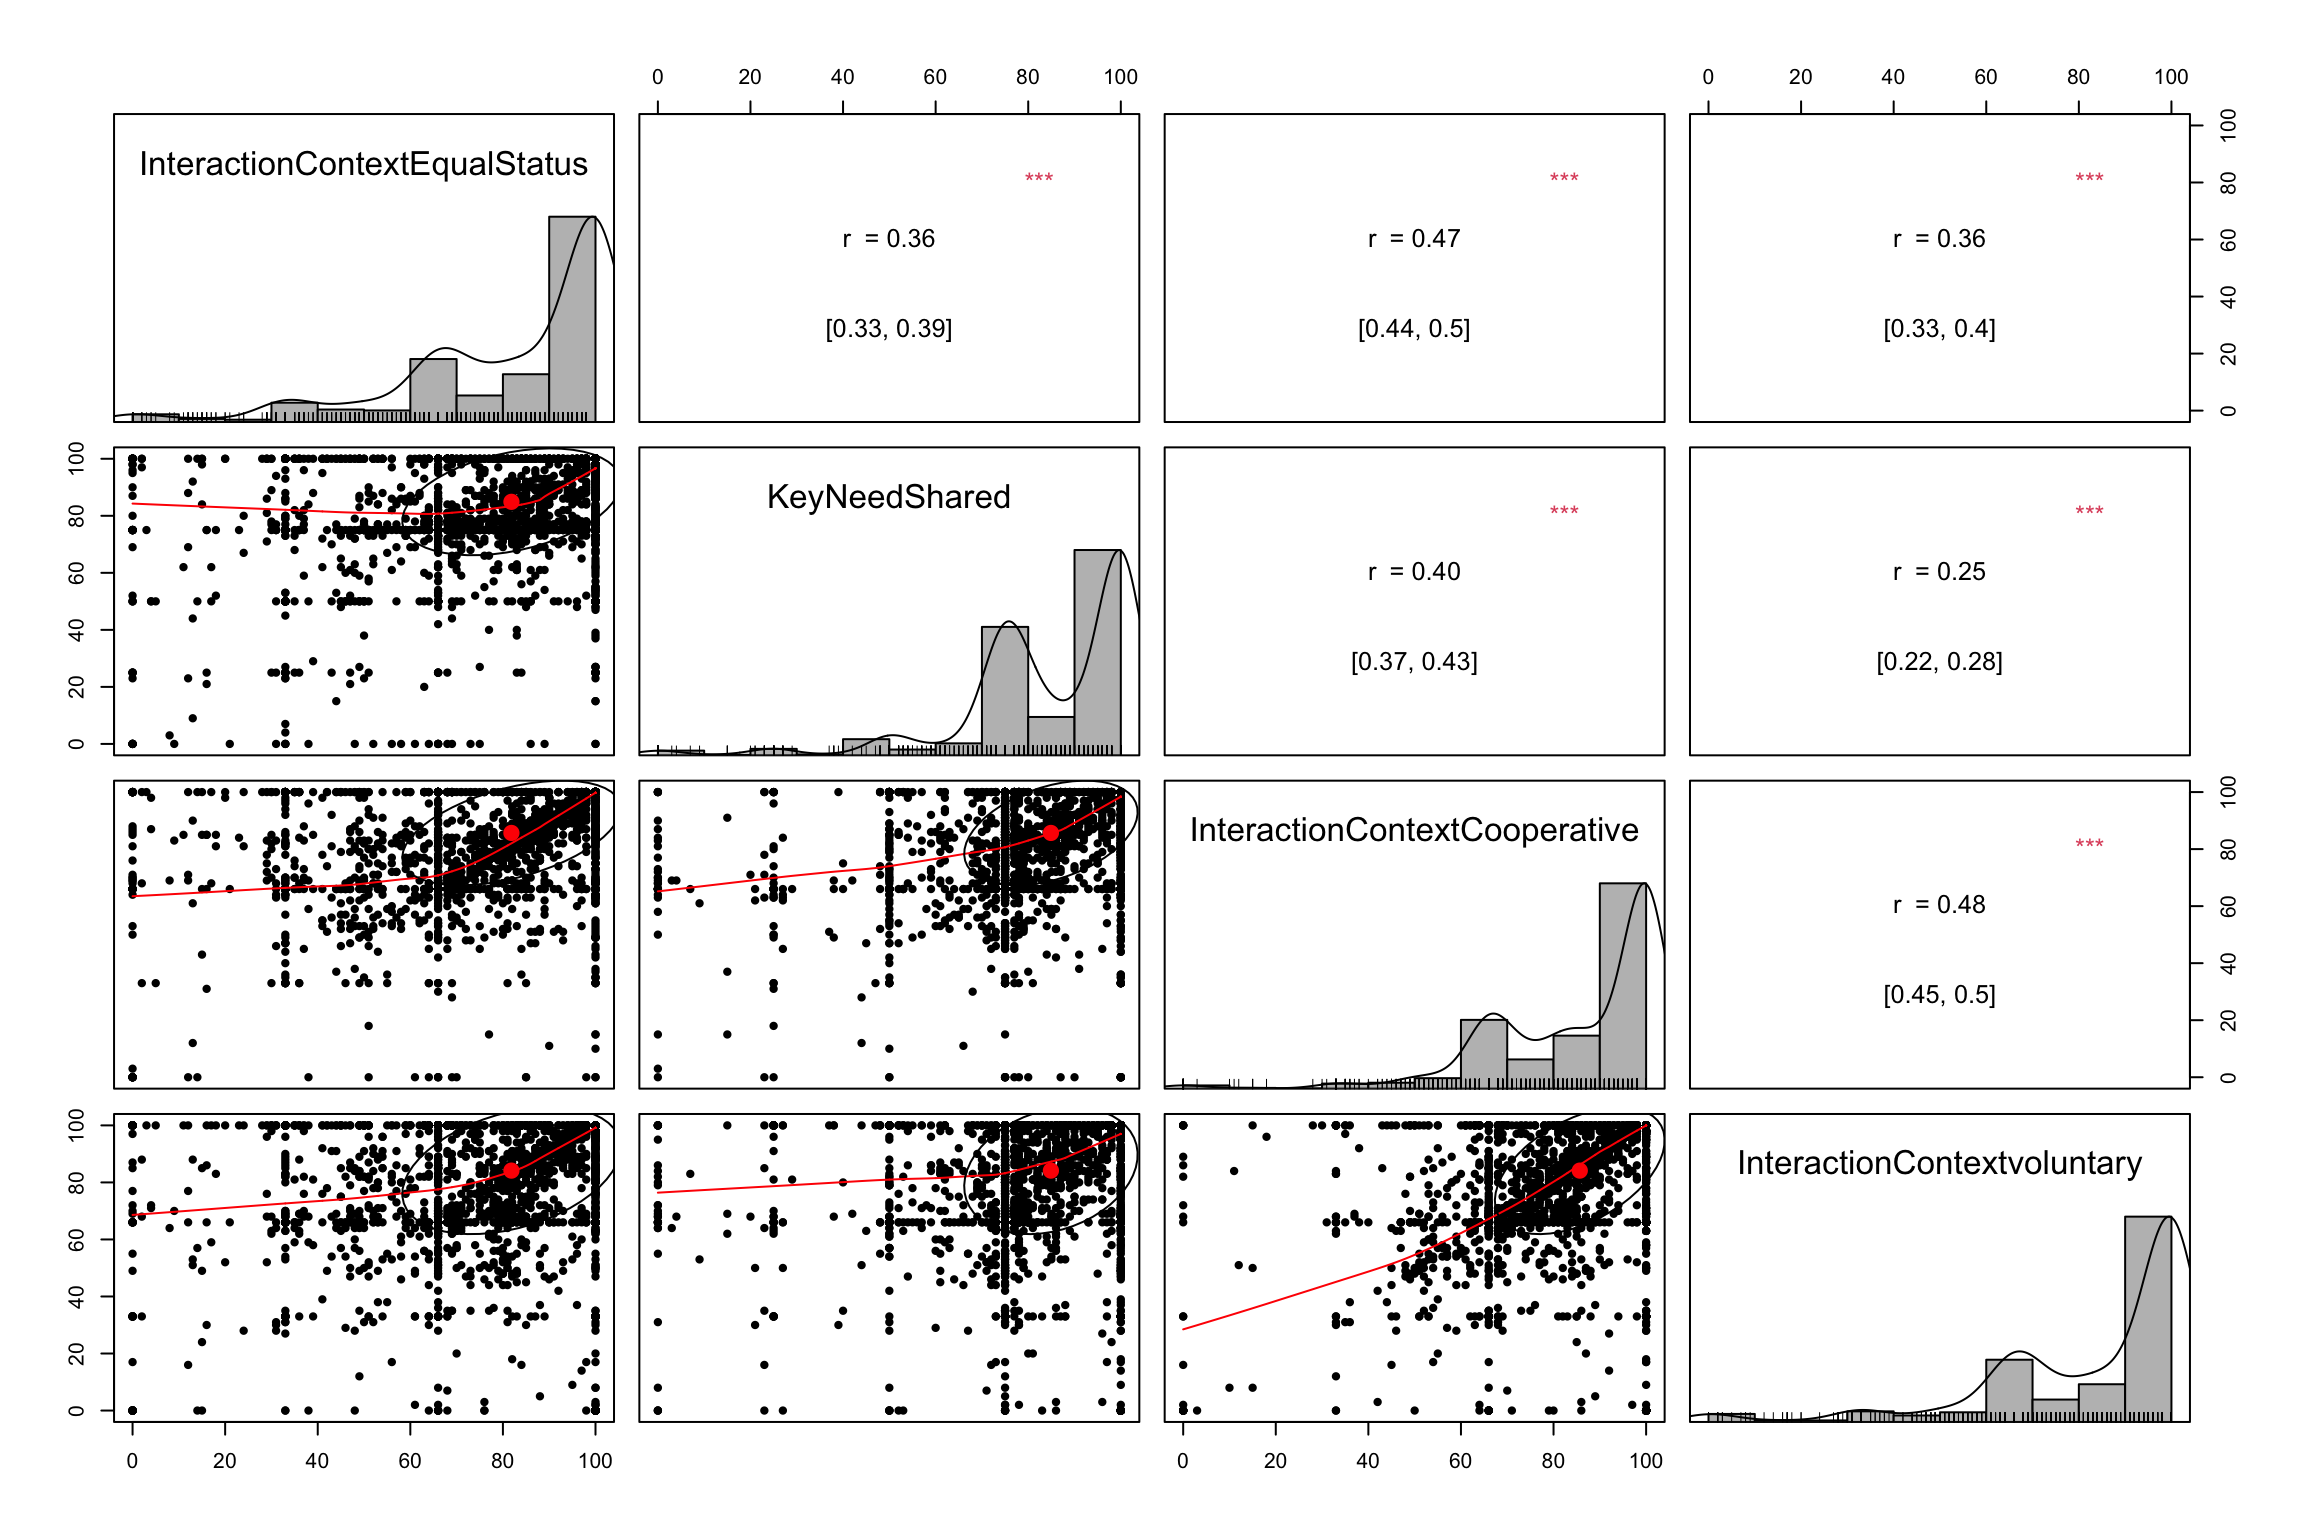 0 20 40 60 80 100
0 20 40 60 80 100
InteractionContextEqualStatus
***
r = 0.36
[0.33, 0.39]
***
r = 0.47
[0.44, 0.5]
***
r = 0.36
[0.33, 0.4]
0 20 40 60 80 100
0 20 40 60 80 100
KeyNeedShared
***
r = 0.40
[0.37, 0.43]
***
r = 0.25
[0.22, 0.28]
InteractionContextCooperative
***
r = 0.48
[0.45, 0.5]
0 20 40 60 80 100
0 20 40 60 80 100
InteractionContextvoluntary
0 20 40 60 80 100
0 20 40 60 80 100